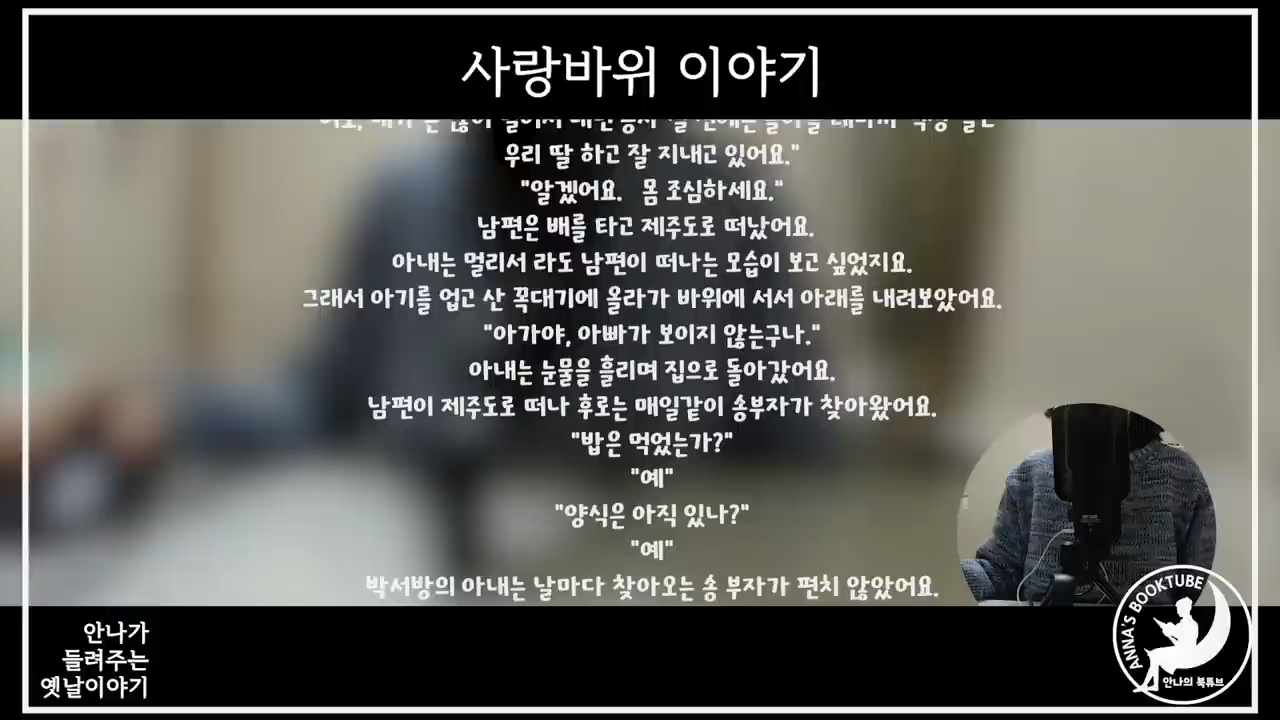 사랑바위 이야기
우리 딸 하고 잘 지내고 있어요."
"알겠어요. 몸 조심하세요."
남편은 배를 타고 제주도로 떠났어요.
아내는 멀리서 라도 남편이 떠나는 모습이 보고 싶었지요.
그래서 아기를 업고 산 꼭대기에 올라가 바위에 서서 아래를 내려보았어요.
"아가야, 아빠가 보이지 않는구나."
아내는 눈물을 흘리며 집으로 돌아갔어요.
남편이 제주도로 떠나 후로는 매일같이 송부자가 찾아왔어요.
"밥은 먹었는가?"
"예"
"양식은 아직 있나?"
"예"
박서방의 아내는 날마다 찾아오는 송 부자가 편치 않았어요.
안나가
들려주는
옛날이야기
ANNA'S BOOKTUBE
안나의 북튜브